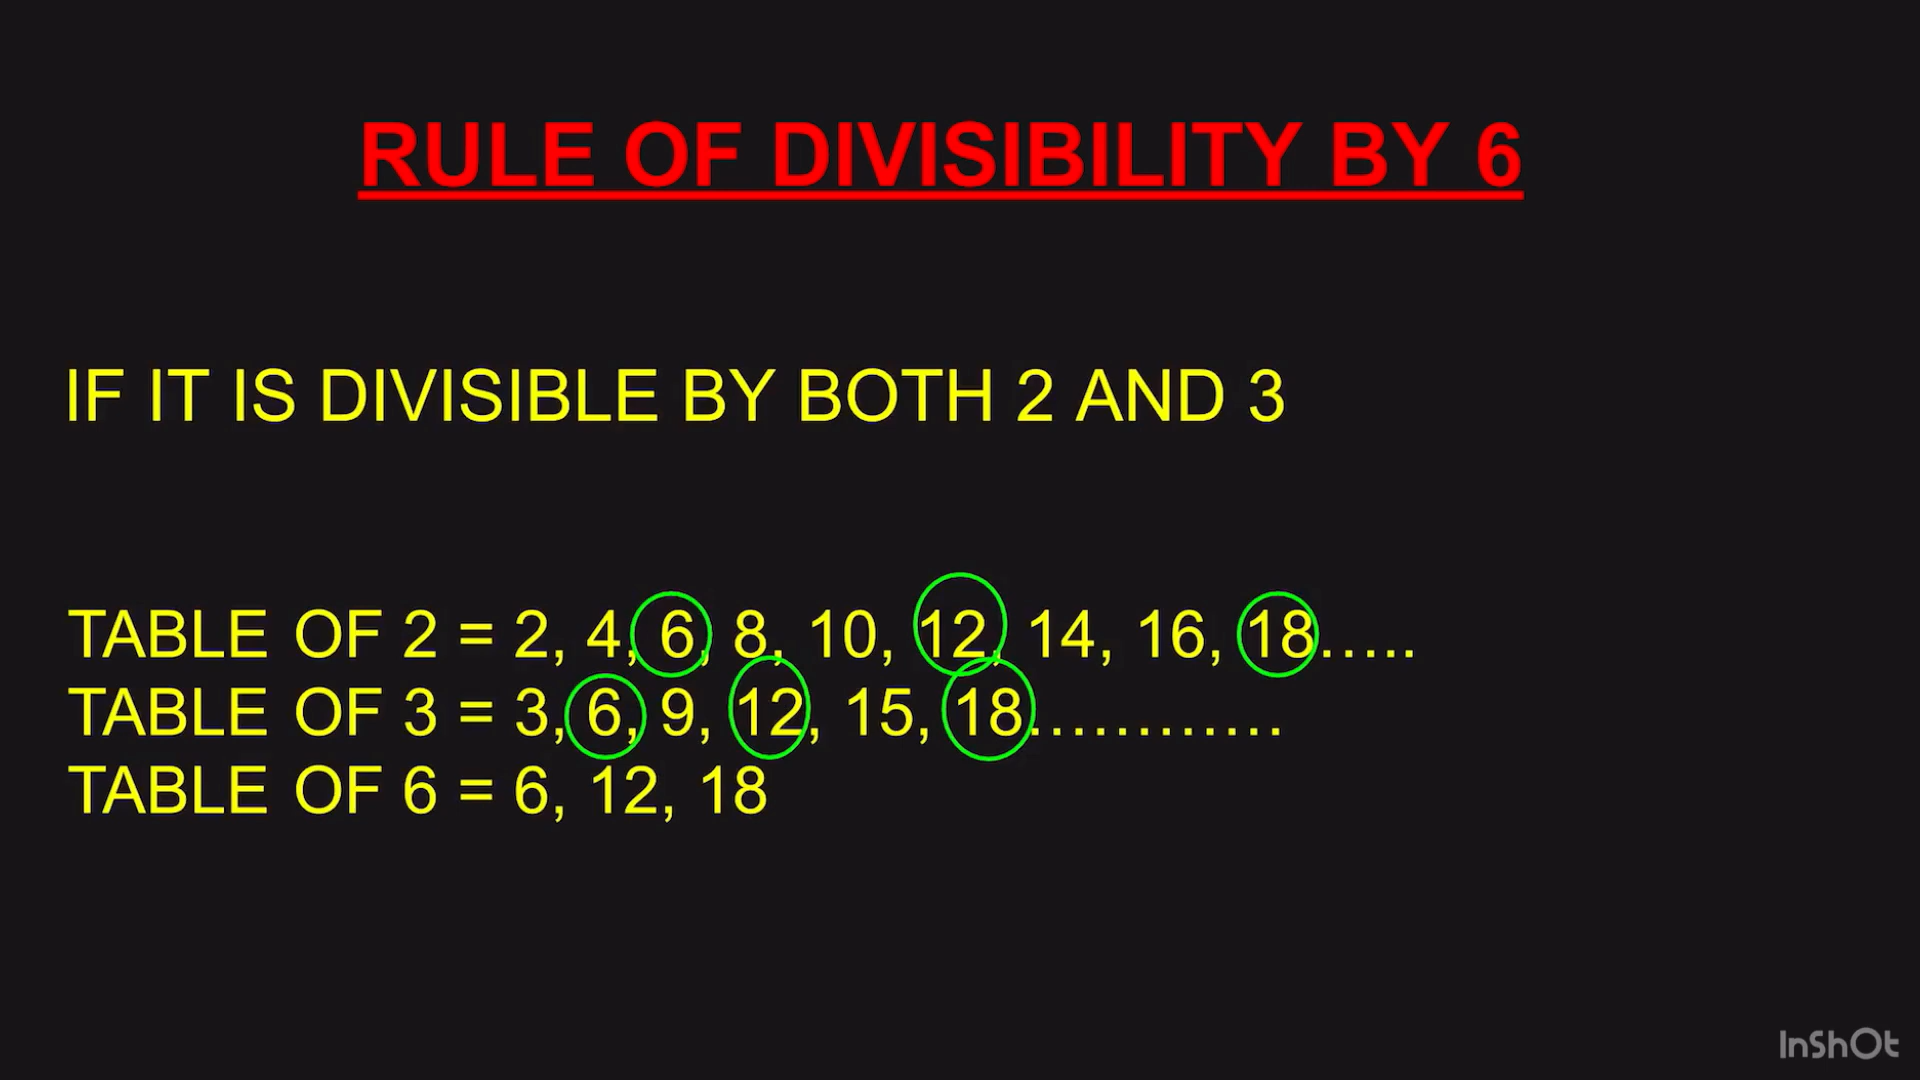 RULE OF DIVISIBILITY BY 6
IF IT IS DIVISIBLE BY BOTH 2 AND 3
TABLE OF 2 = 2, 4, 6, 8, 10, 12, 14, 16, 18.....
TABLE OF 3 = 3, 6, 9, 12, 15, 18............
TABLE OF 6 = 6, 12, 18
InShOt